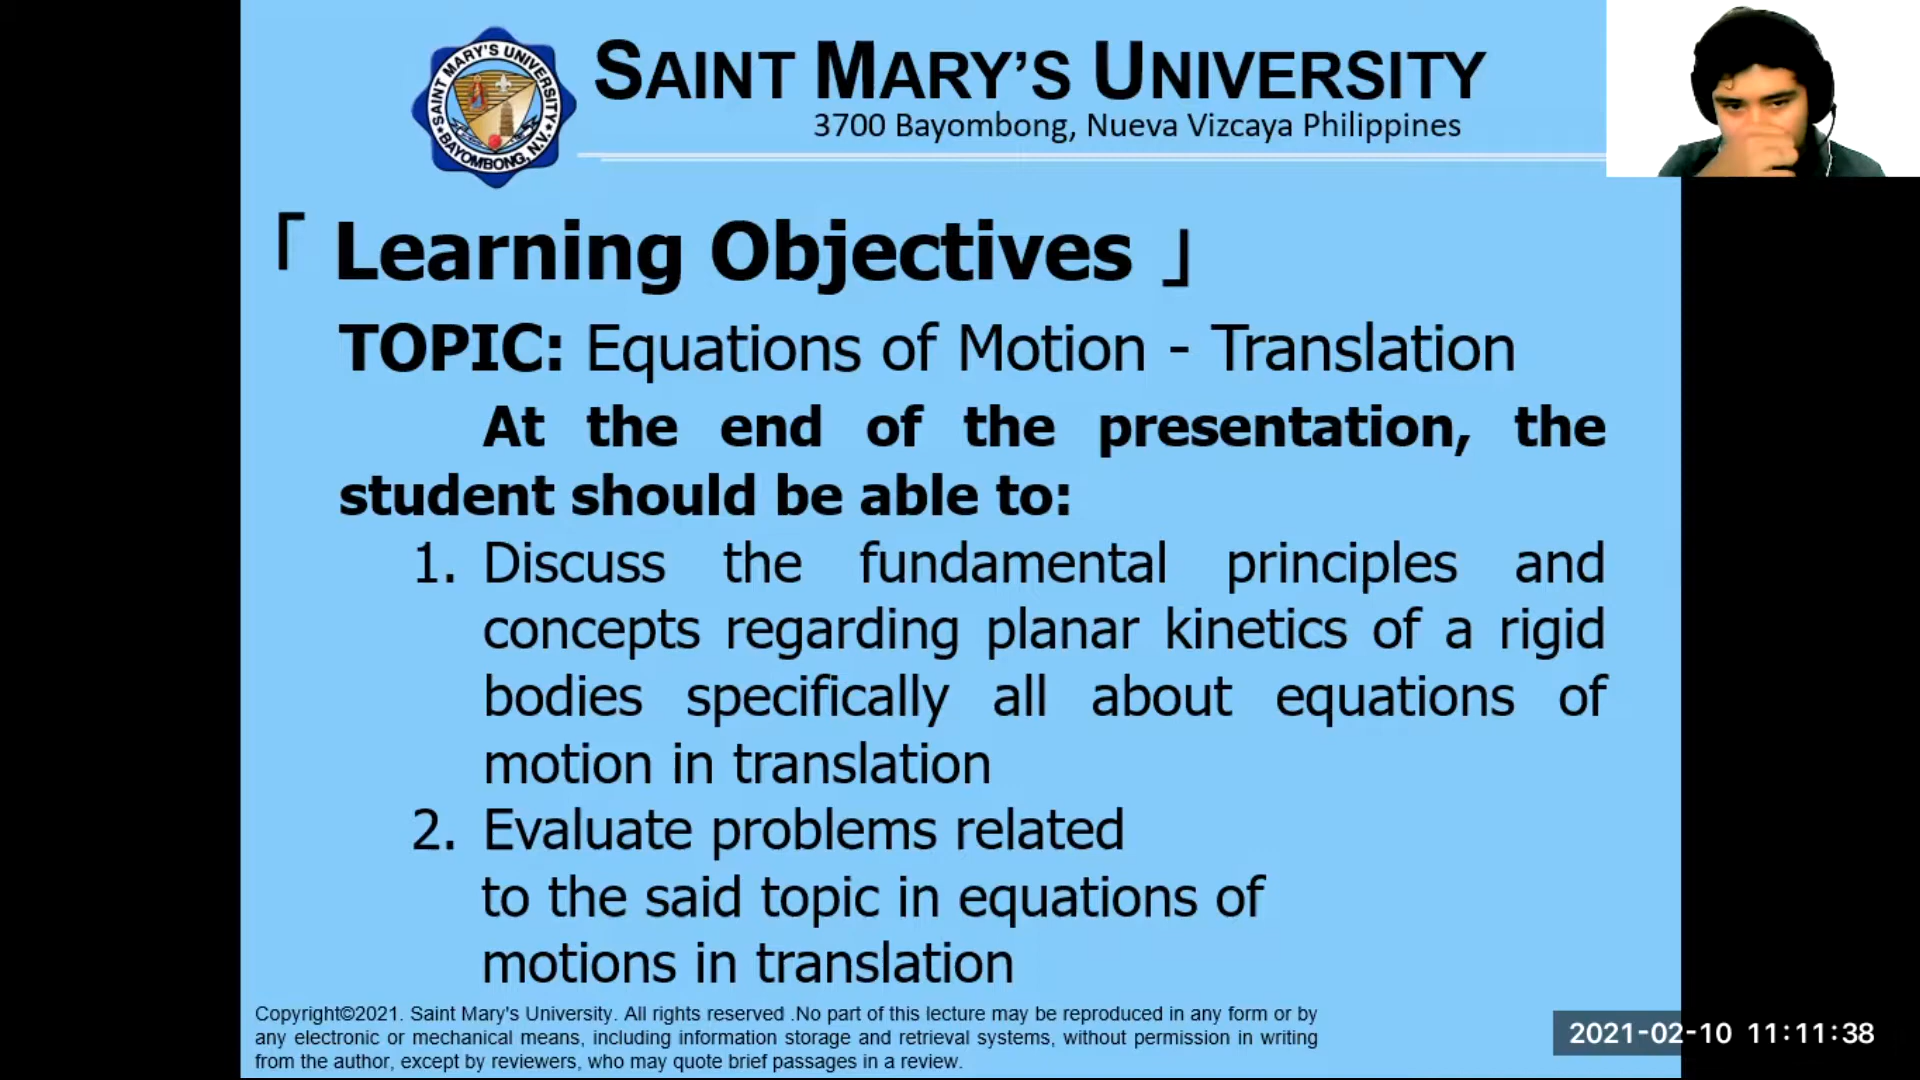 SAINT MARY'S UNIVERSITY
BAYOMBONG, N.V.
SAINT MARY'S UNIVERSITY
3700 Bayombong, Nueva Vizcaya Philippines
「 Learning Objectives 」
TOPIC: Equations of Motion - Translation
At the end of the presentation, the
student should be able to:
1. Discuss the fundamental principles and
concepts regarding planar kinetics of a rigid
bodies specifically all about equations of
motion in translation
2. Evaluate problems related
to the said topic in equations of
motions in translation
Copyright©2021. Saint Mary's University. All rights reserved .No part of this lecture may be reproduced in any form or by
any electronic or mechanical means, including information storage and retrieval systems, without permission in writing
from the author, except by reviewers, who may quote brief passages in a review.
2021-02-10 11:11:38